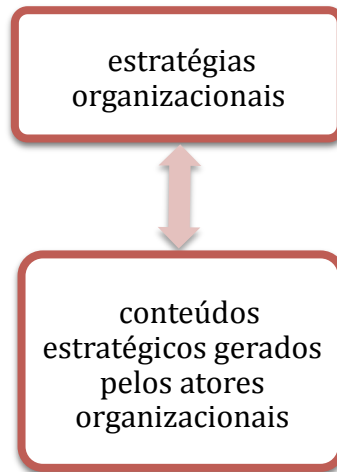 estratégias
organizacionais
conteúdos
estratégicos gerados
pelos atores
organizacionais